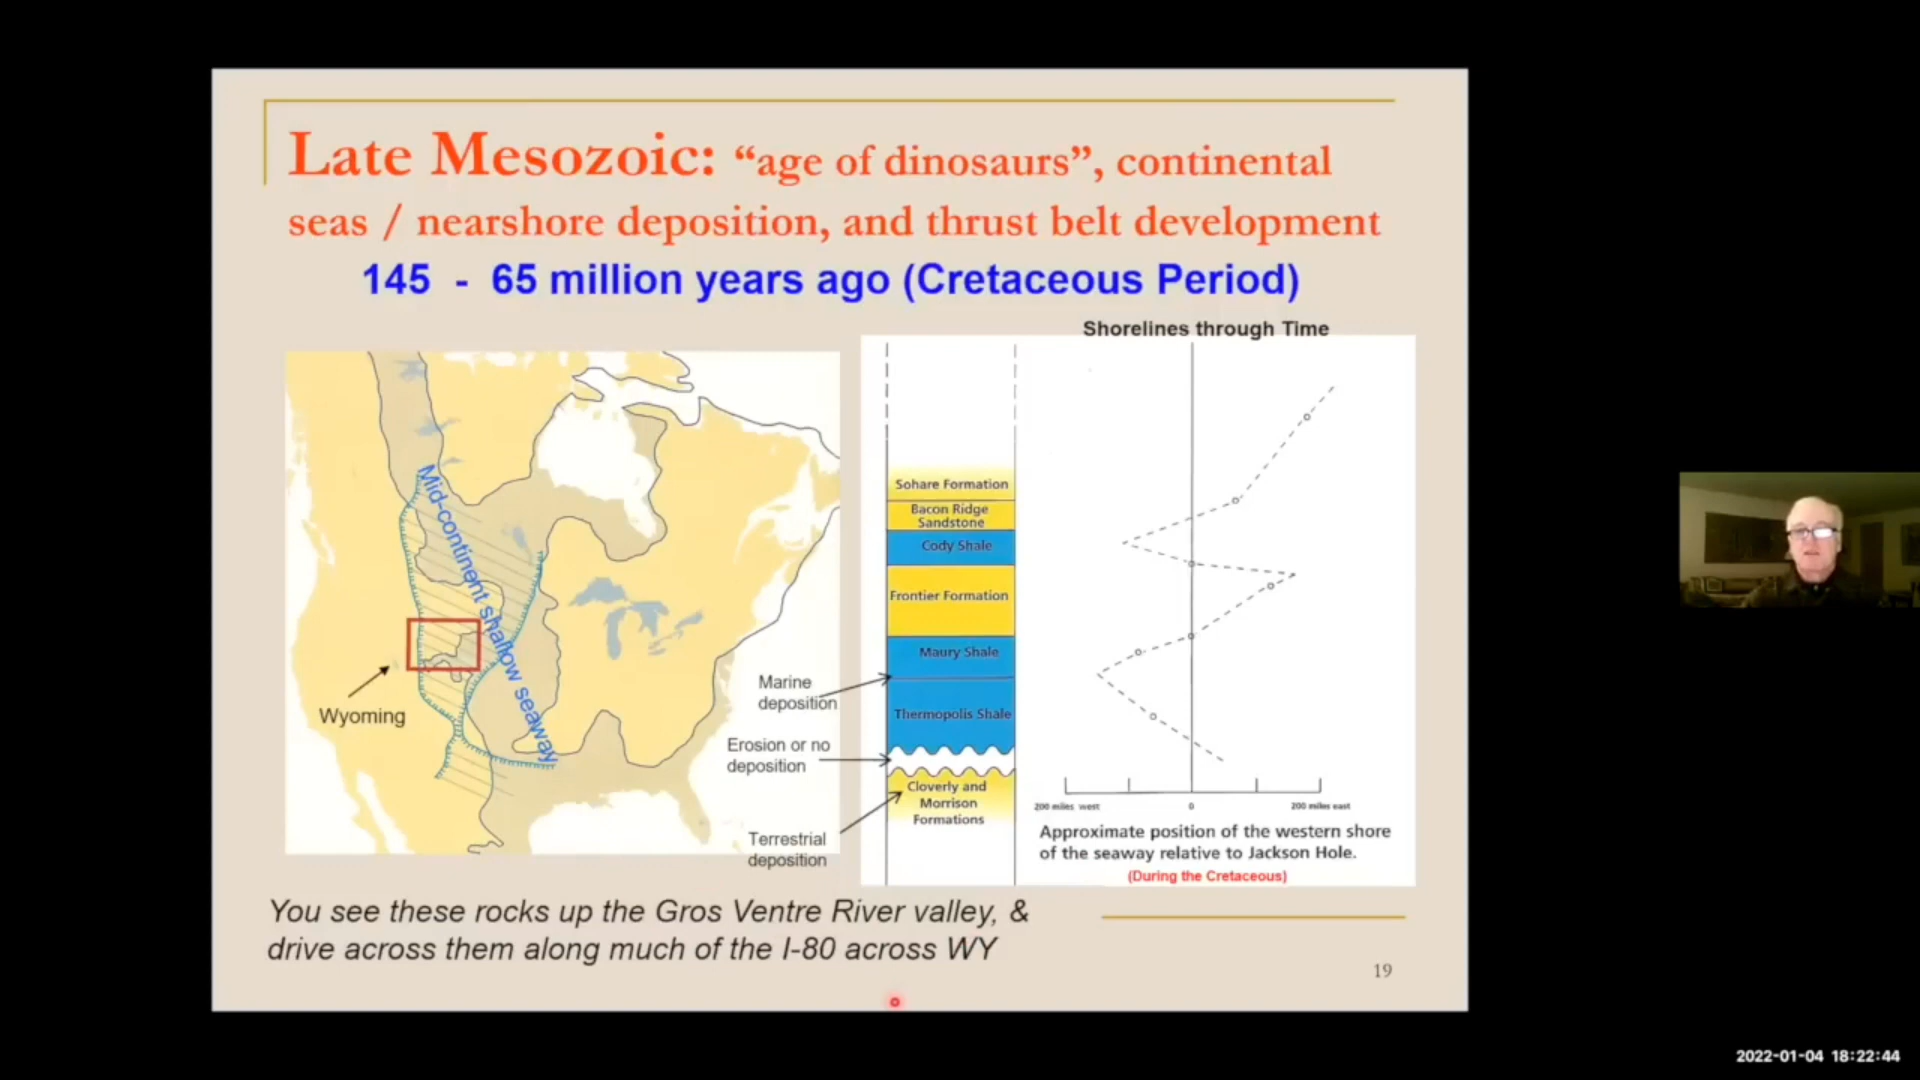 Late Mesozoic: “age of dinosaurs”, continental
seas / nearshore deposition, and thrust belt development
145 - 65 million years ago (Cretaceous Period)
Shorelines through Time
Mid-continent shallow seaway
Wyoming
Sohare Formation
Bacon Ridge
Sandstone
Cody Shale
Frontier Formation
Maury Shale
Marine
deposition
Thermopolis Shale
Erosion or no
deposition
Cloverly and
Morrison
Formations
Terrestrial
deposition
200 miles west
0
200 miles east
Approximate position of the western shore
of the seaway relative to Jackson Hole.
(During the Cretaceous)
You see these rocks up the Gros Ventre River valley, &
drive across them along much of the I-80 across WY
19
2022-01-04 18:22:44